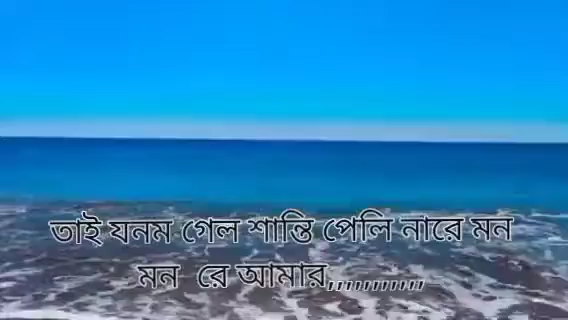 তাই যনম গেল শান্তি পেলি নারে মন
মন রে আমার,,,,,,,,,,,,